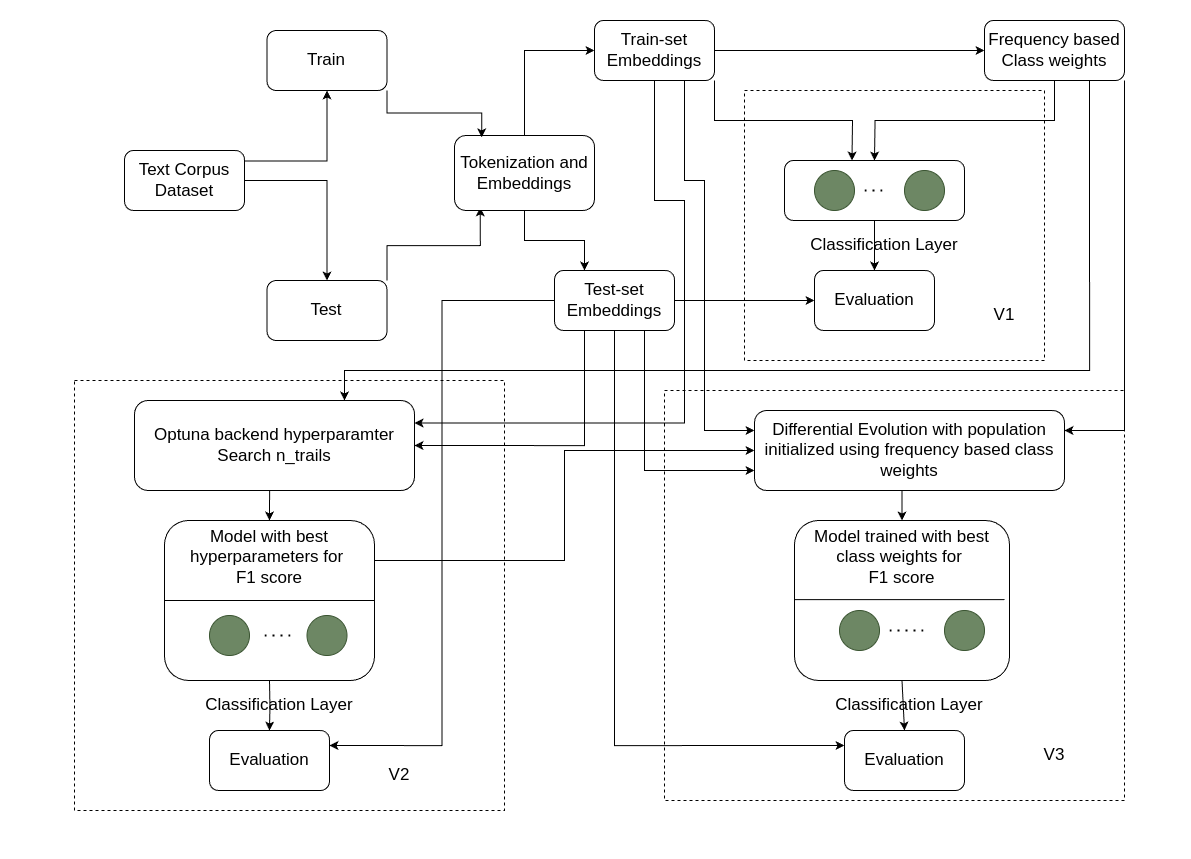 Train
Train-set
Embeddings
Frequency based
Class weights
Text Corpus
Dataset
Tokenization and
Embeddings
...
Classification Layer
Test
Test-set
Embeddings
Evaluation
V1
Optuna backend hyperparamter
Search n_trails
Differential Evolution with population
initialized using frequency based class
weights
Model with best
hyperparameters for
F1 score
....
Classification Layer
Evaluation
V2
Model trained with best
class weights for
F1 score
.....
Classification Layer
Evaluation
V3